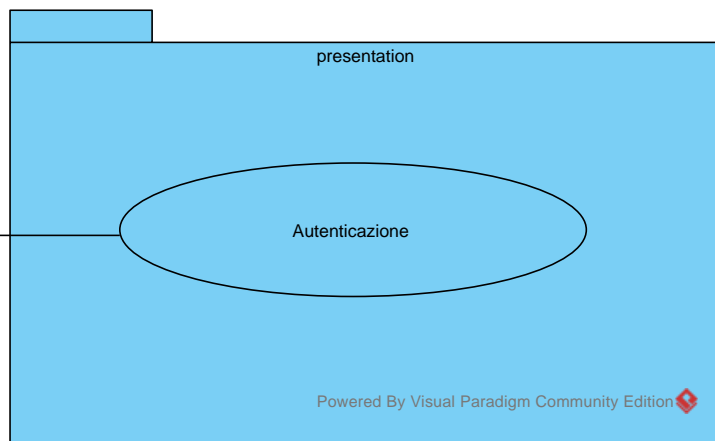 presentation
Autenticazione
Powered By Visual Paradigm Community Edition